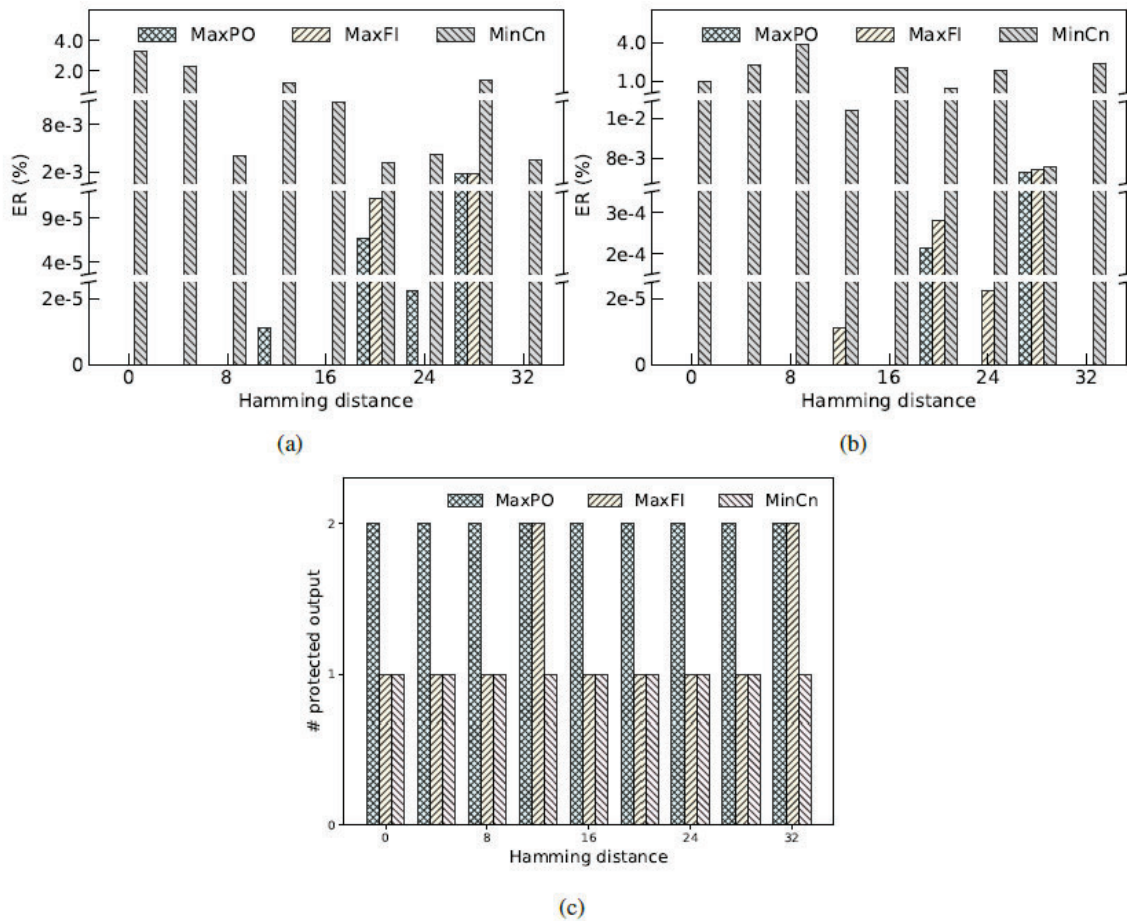 MaxPO MaxFI MinCn
4.0
2.0
8e-3
2e-3
9e-5
4e-5
2e-5
0
ER (%)
0 8 16 24 32
Hamming distance
(a)
MaxPO MaxFI MinCn
4.0
1.0
1e-2
8e-3
3e-4
2e-4
2e-5
0
ER (%)
0 8 16 24 32
Hamming distance
(b)
MaxPO MaxFI MinCn
2
1
0
# protected output
0 8 16 24 32
Hamming distance
(c)